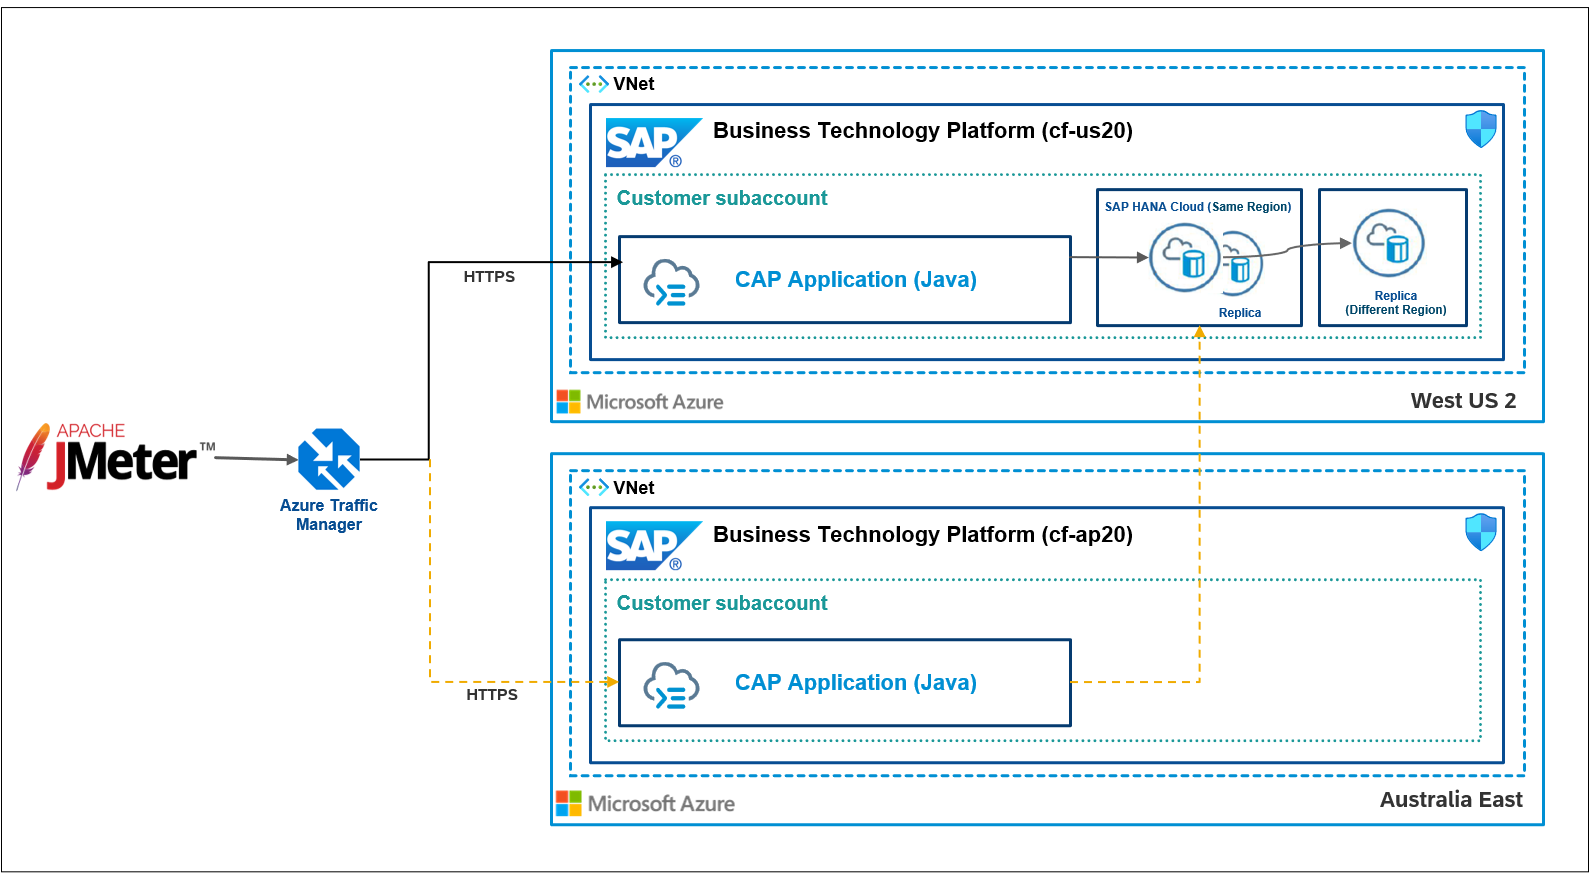 VNet
SAP®
Business Technology Platform (cf-us20)
Customer subaccount
SAP HANA Cloud (Same Region)
CAP Application (Java)
HTTPS
Replica
Replica
(Different Region)
Microsoft Azure
West US 2
APACHE
JMeter™
Azure Traffic
Manager
VNet
SAP®
Business Technology Platform (cf-ap20)
Customer subaccount
CAP Application (Java)
HTTPS
Microsoft Azure
Australia East